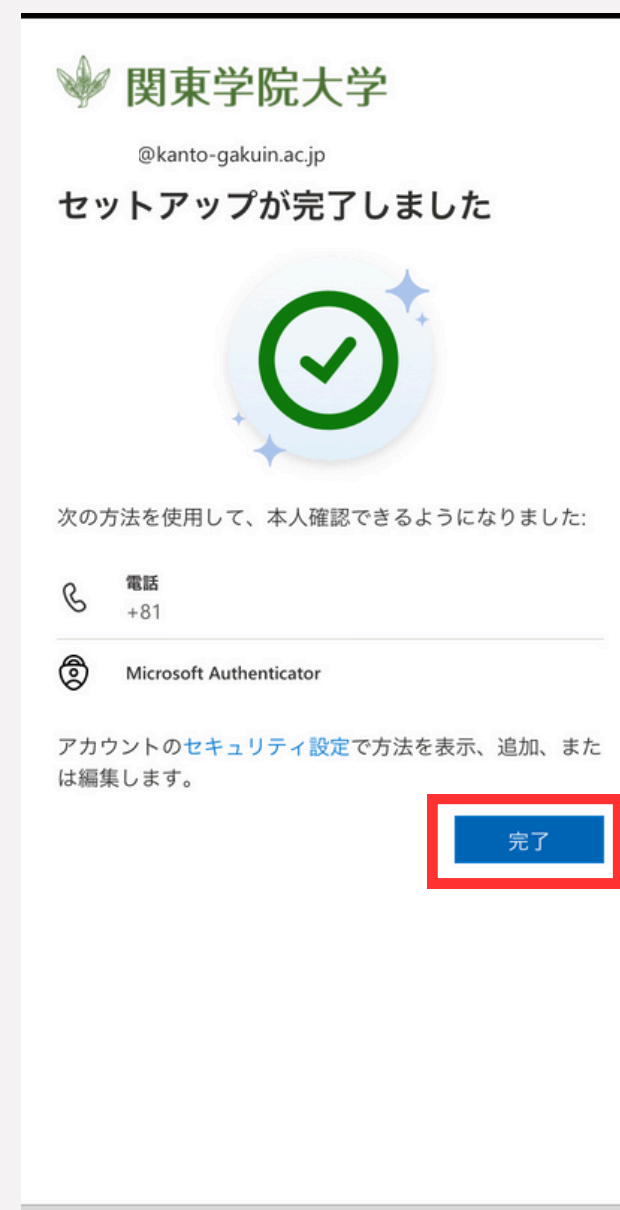 関東学院大学
@kanto-gakuin.ac.jp
セットアップが完了しました
次の方法を使用して、本人確認できるようになりました:
電話
+81
Microsoft Authenticator
アカウントのセキュリティ設定で方法を表示、追加、また
は編集します。
完了